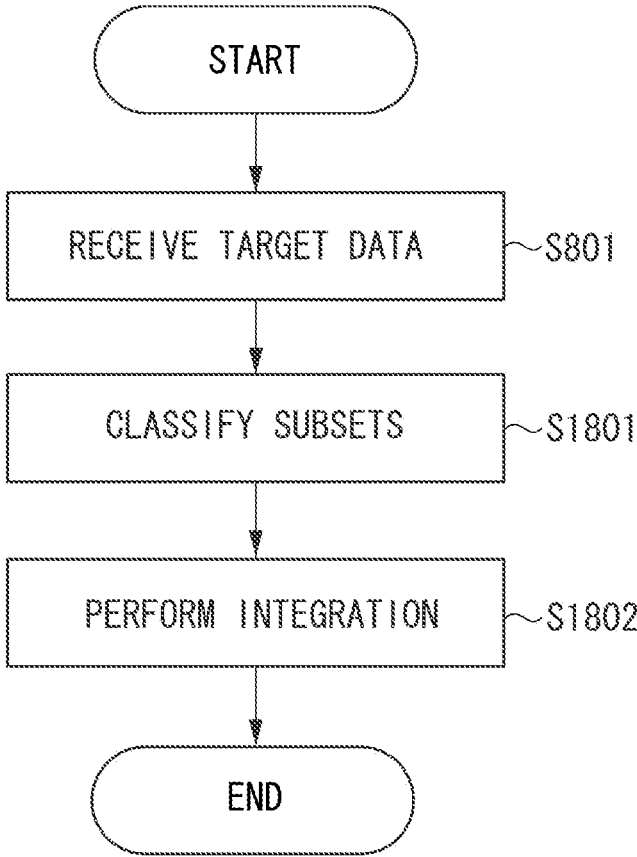 START
RECEIVE TARGET DATA
S801
CLASSIFY SUBSETS
S1801
PERFORM INTEGRATION
S1802
END